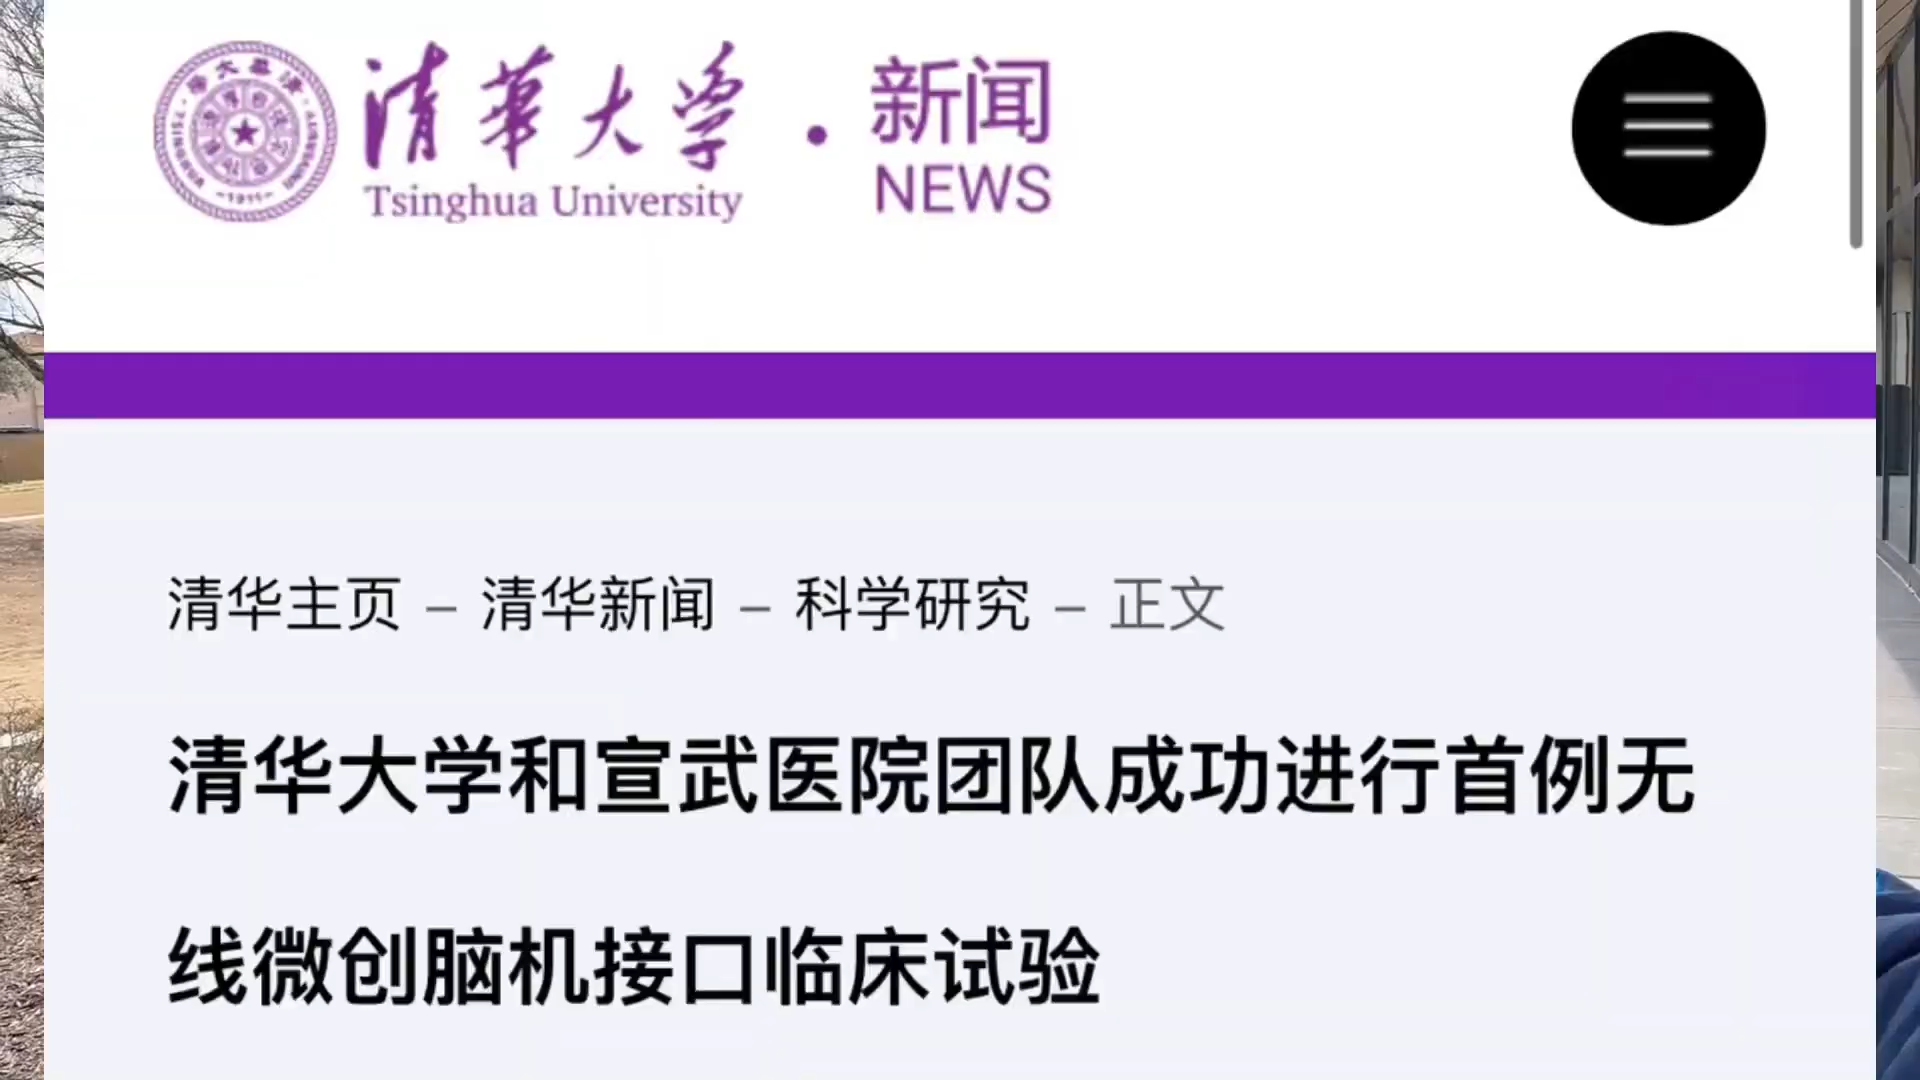 清華大学 · 新闻
Tsinghua University NEWS
清华主页 – 清华新闻 – 科学研究 – 正文
清华大学和宣武医院团队成功进行首例无
线微创脑机接口临床试验